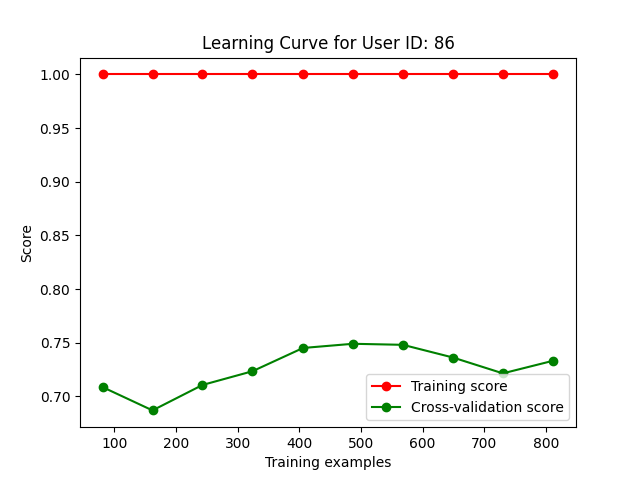 Learning Curve for User ID: 86
1.00
0.95
0.90
0.85
0.80
0.75
0.70
Score
100 200 300 400 500 600 700 800
Training examples
Training score
Cross-validation score